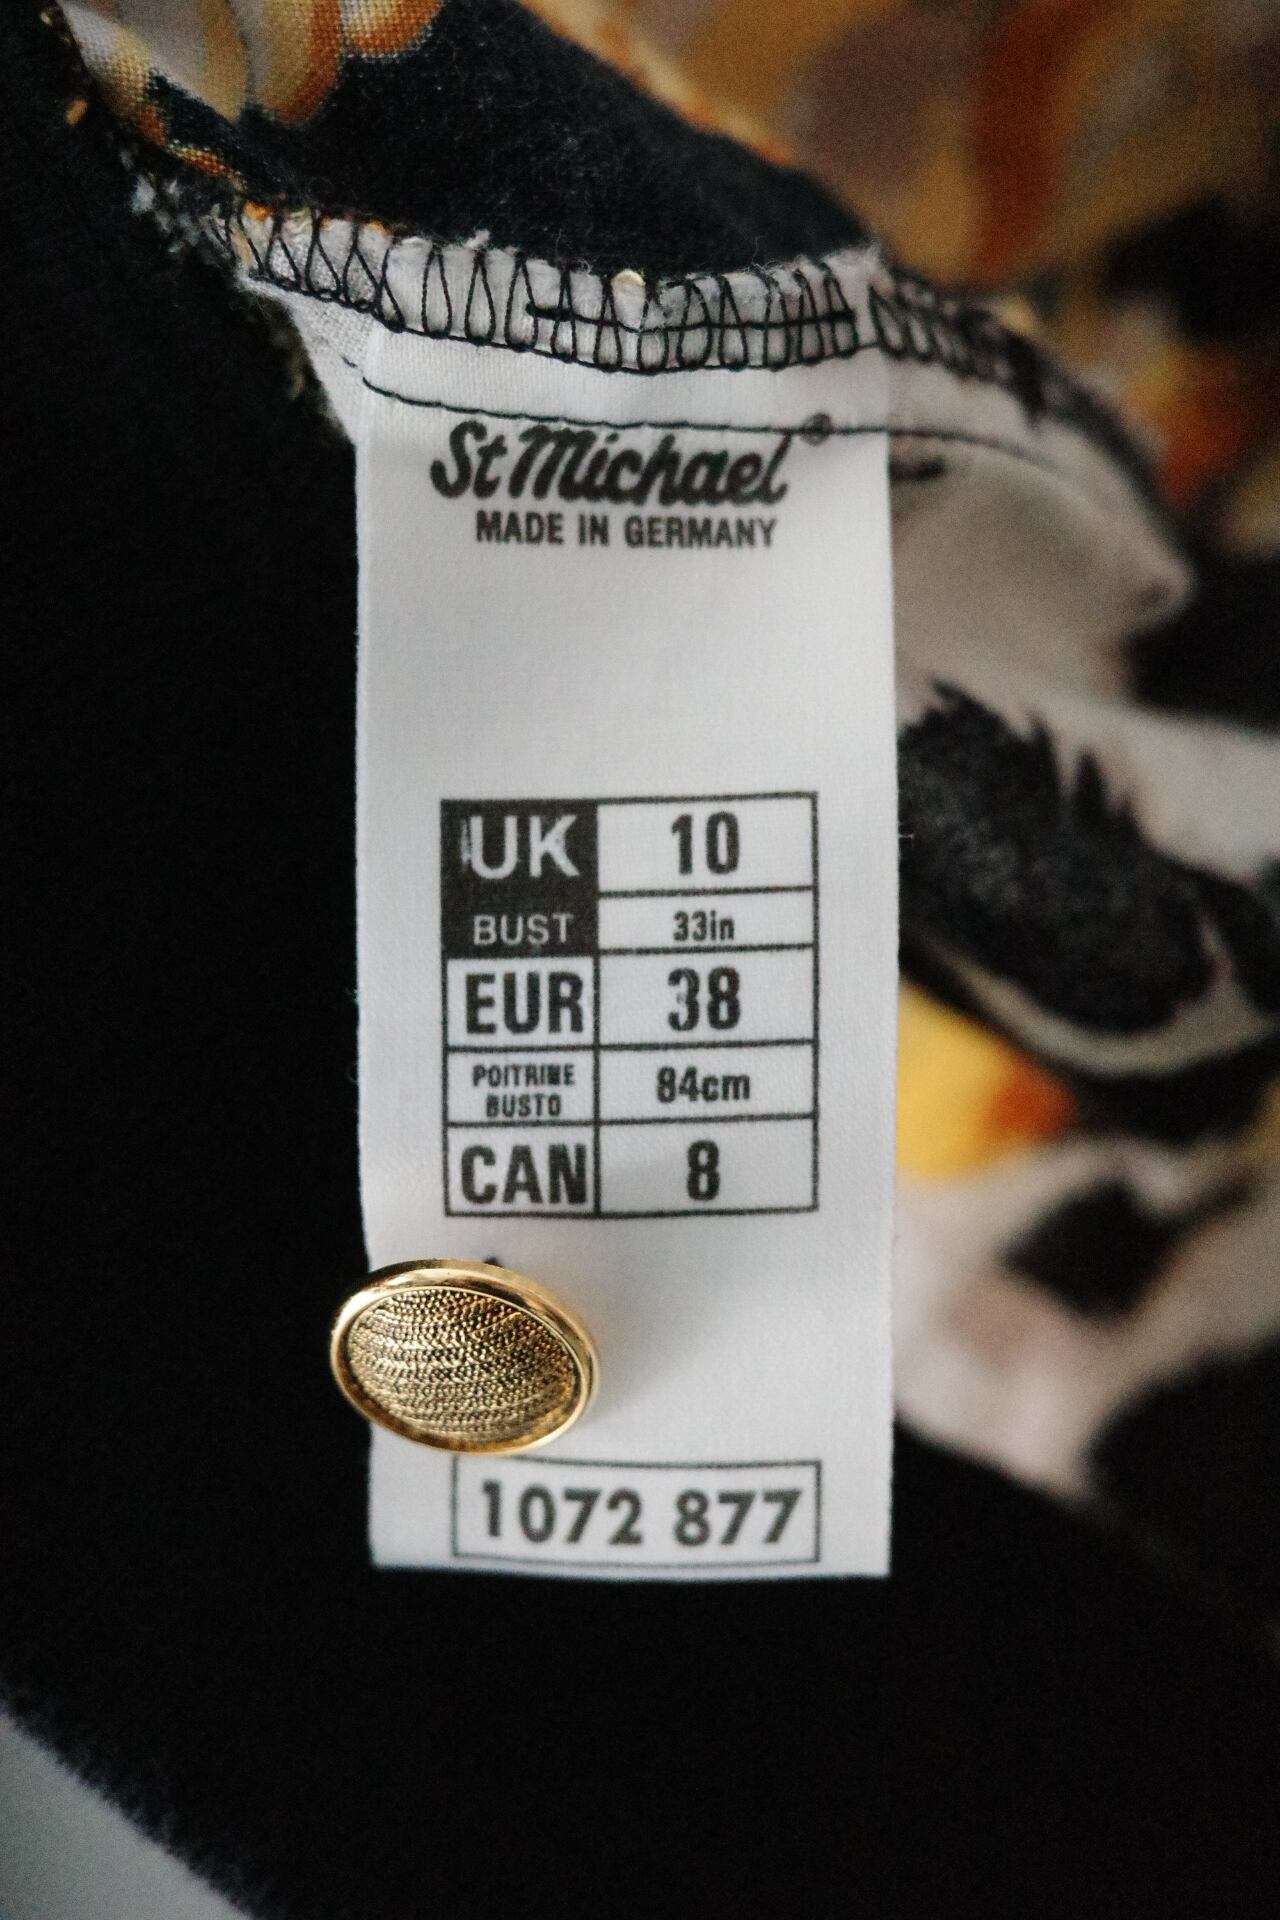 St Michael®
MADE IN GERMANY
UK 10
BUST 33in
EUR 38
POITRINE 84cm
BUSTO
CAN 8
1072 877